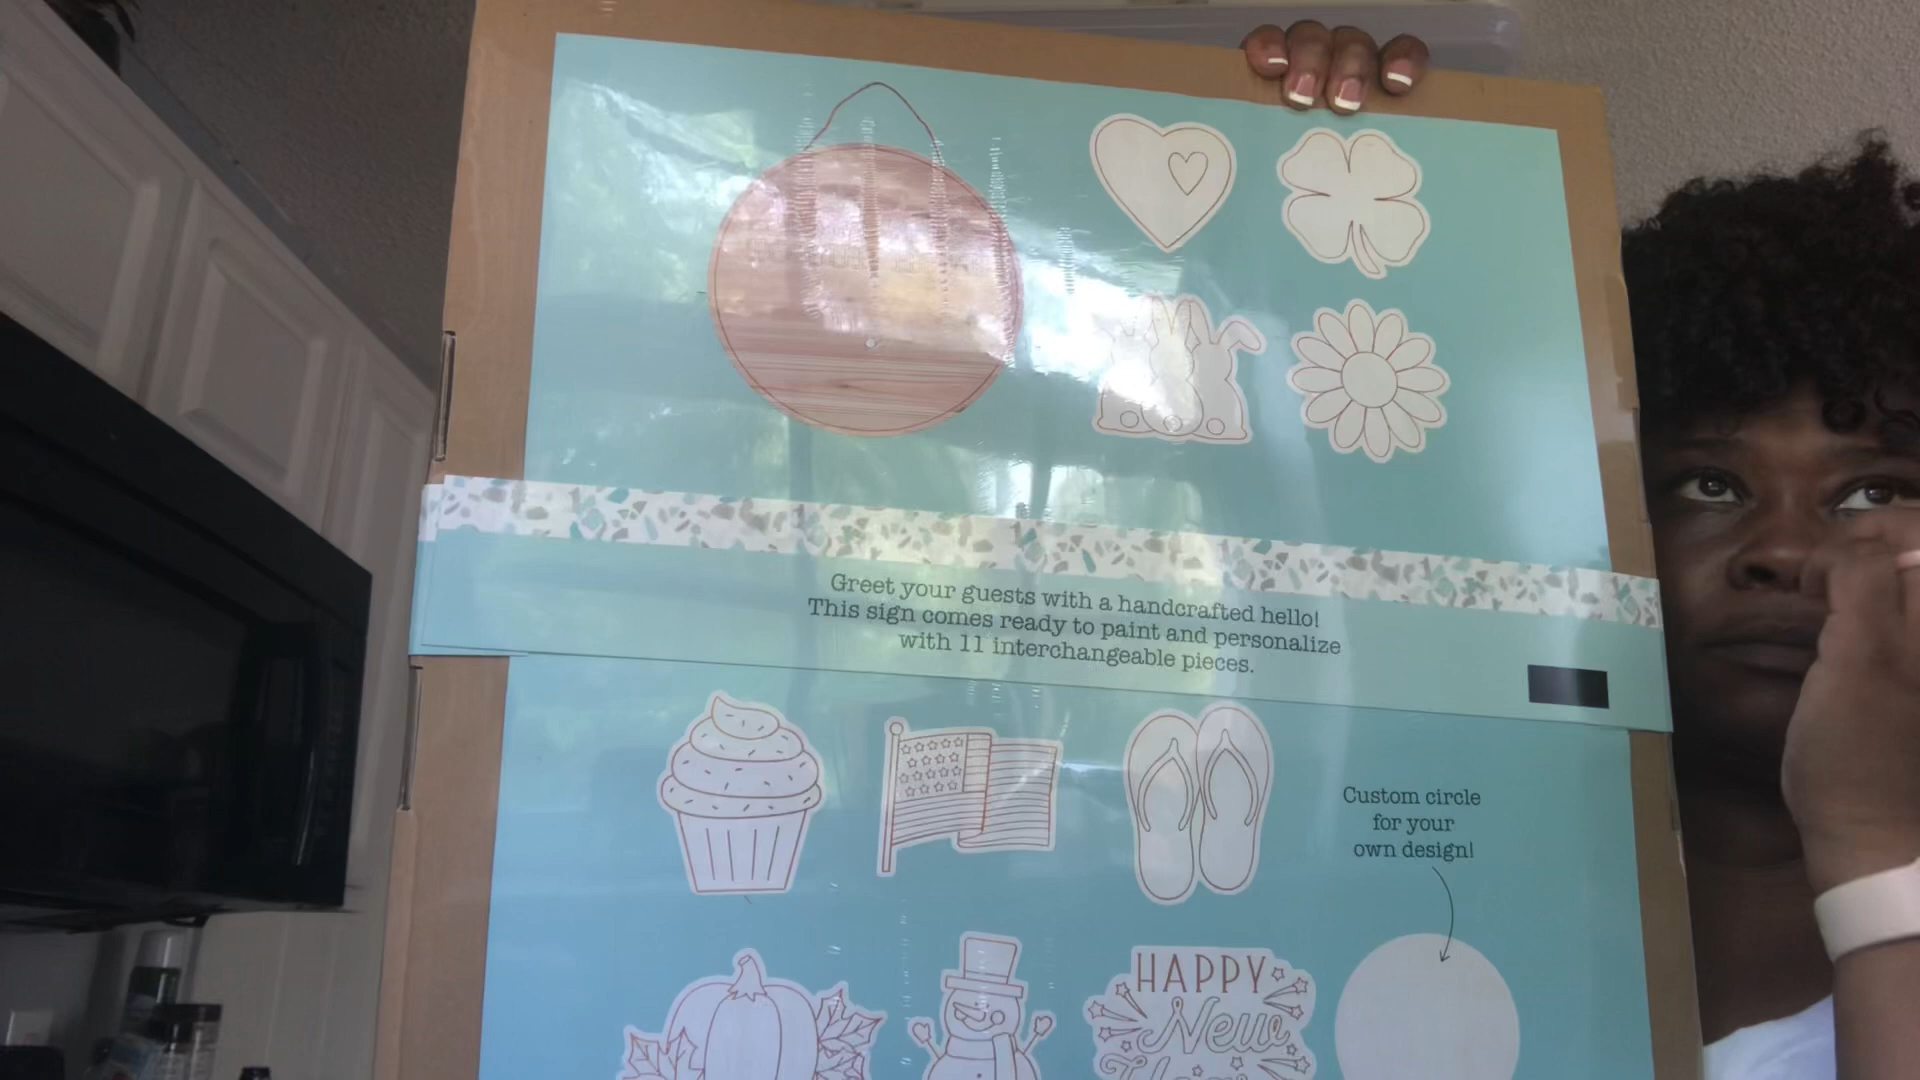 Greet your guests with a handcrafted hello!
This sign comes ready to paint and personalize
with 11 interchangeable pieces.
Custom circle
for your
own design!
HAPPY
New